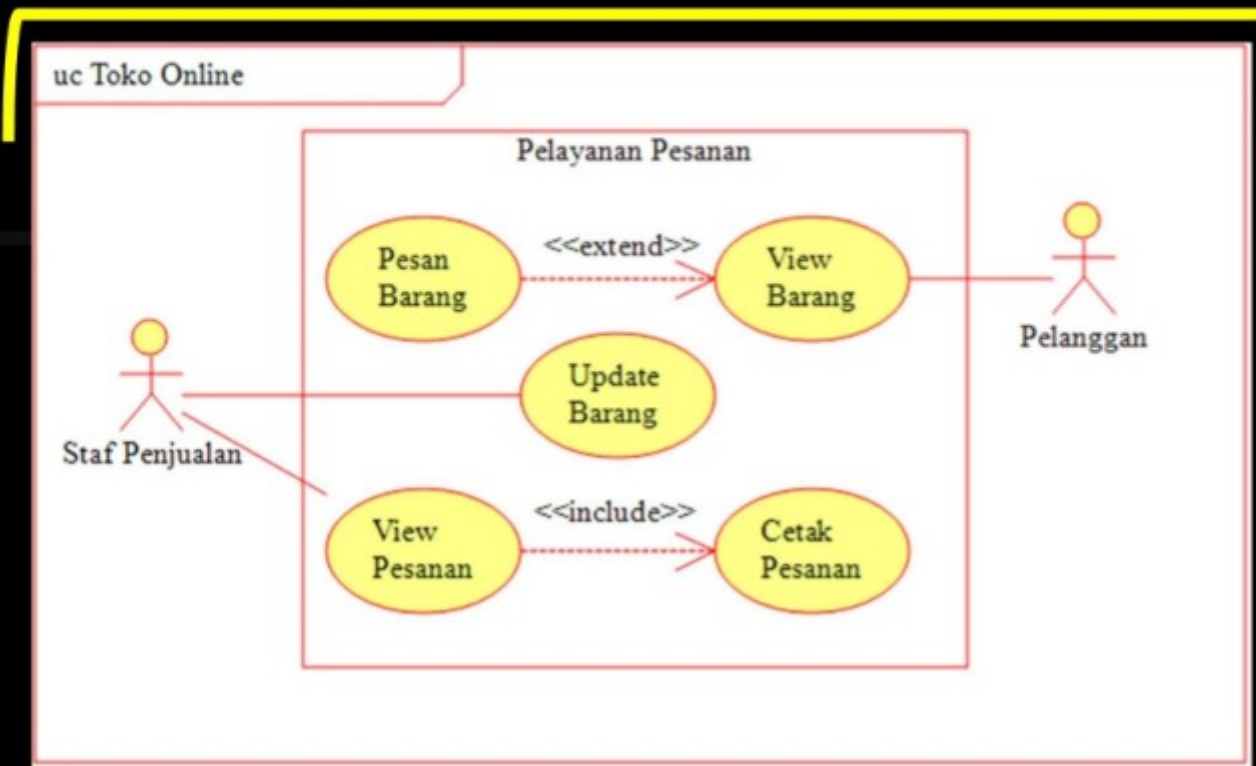 uc Toko Online
Pelayanan Pesanan
Pesan
Barang
<<extend>>
View
Barang
Pelanggan
Update
Barang
Staf Penjualan
View
Pesanan
<<include>>
Cetak
Pesanan